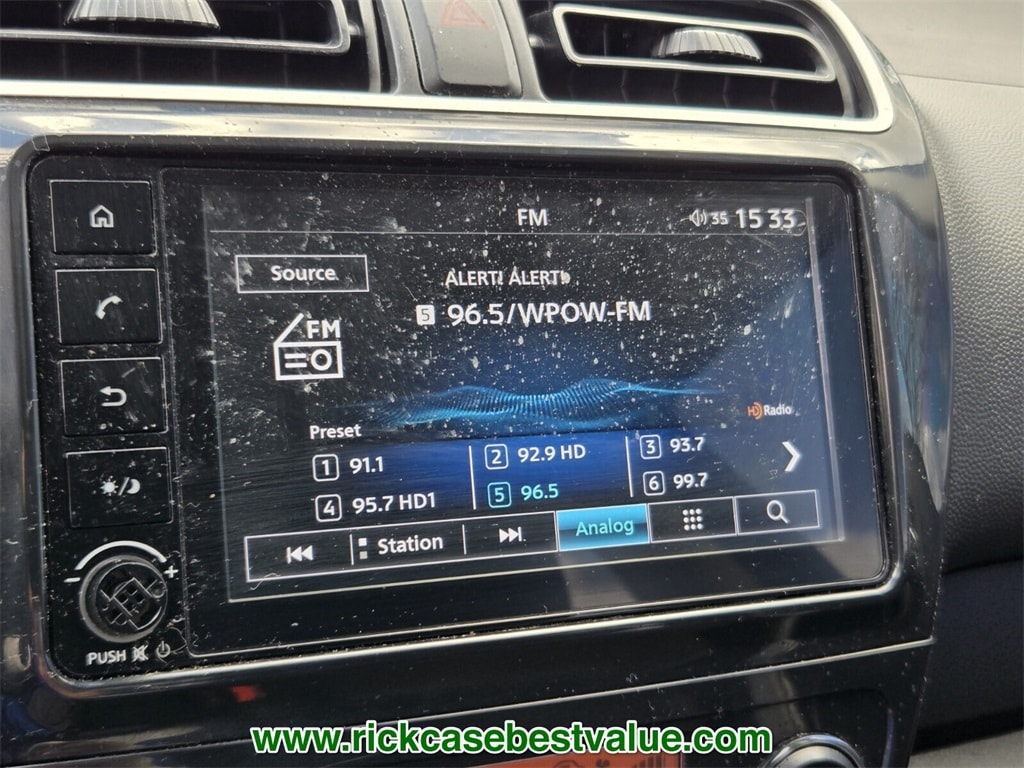 FM
35 15 33
Source
ALERT! ALERT!
5 96.5/WPOW-FM
FM
HD Radio
Preset
1 91.1
2 92.9 HD
3 93.7
4 95.7 HD1
5 96.5
6 99.7
Station
Analog
- +
PUSH
www.rickcasebestvalue.com